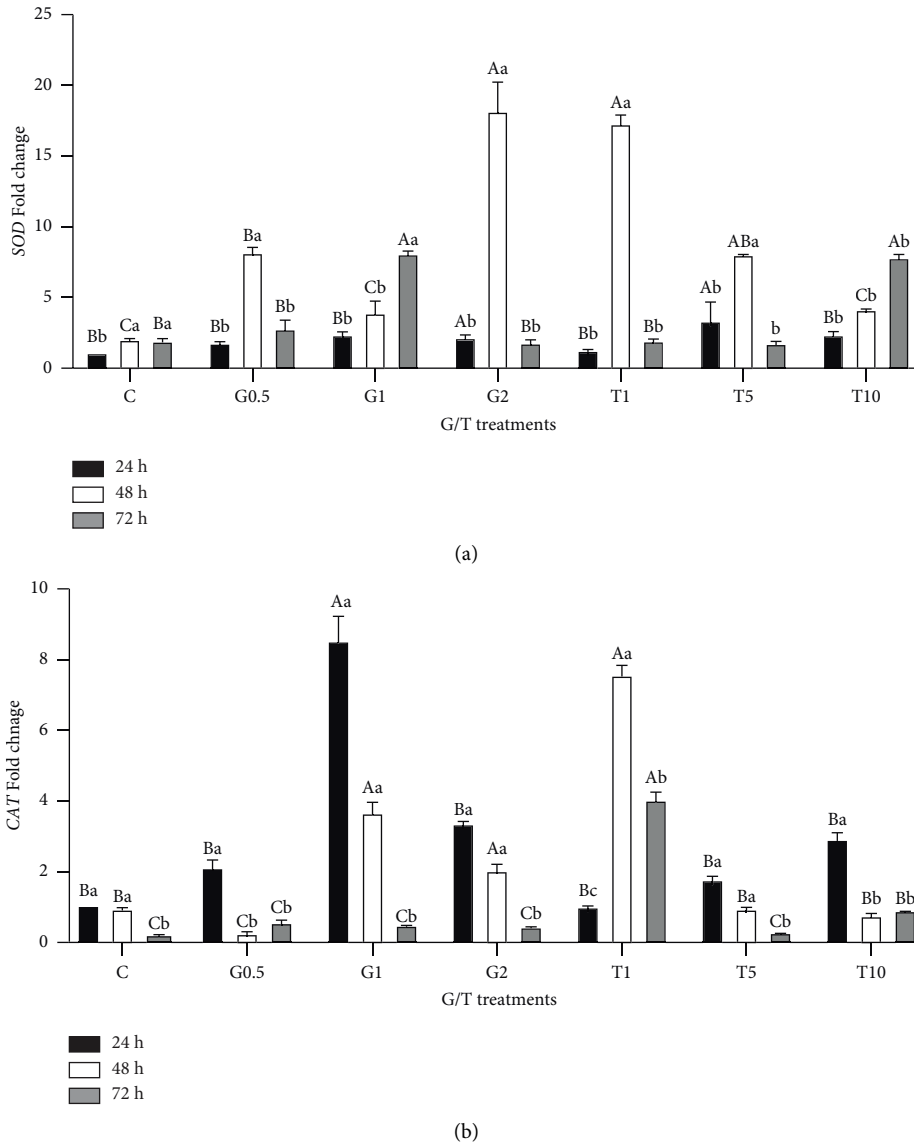 25
20
15
10
5
0
SOD Fold change
Bb Ca Ba
Bb Ba Bb
Bb Cb Aa
Ab Aa Bb
Bb Aa Bb
Ab ABa b
Bb Cb Ab
C G0.5 G1 G2 T1 T5 T10
G/T treatments
24 h
48 h
72 h
(a)
10
8
6
4
2
0
CAT Fold chnage
Ba Ba Cb
Ba Cb Cb
Aa Aa Cb
Ba Aa Cb
Bc Aa Ab
Ba Ba Cb
Ba Bb Bb
C G0.5 G1 G2 T1 T5 T10
G/T treatments
24 h
48 h
72 h
(b)